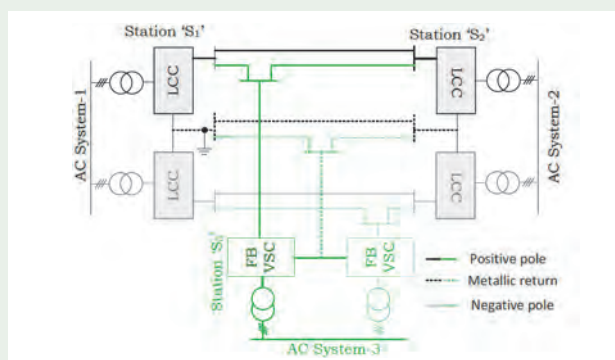 Station 'S1'
Station 'S2'
AC System-1
LCC
LCC
AC System-2
LCC
LCC
Station 'S3'
FB
VSC
FB
VSC
Positive pole
Metallic return
Negative pole
AC System-3